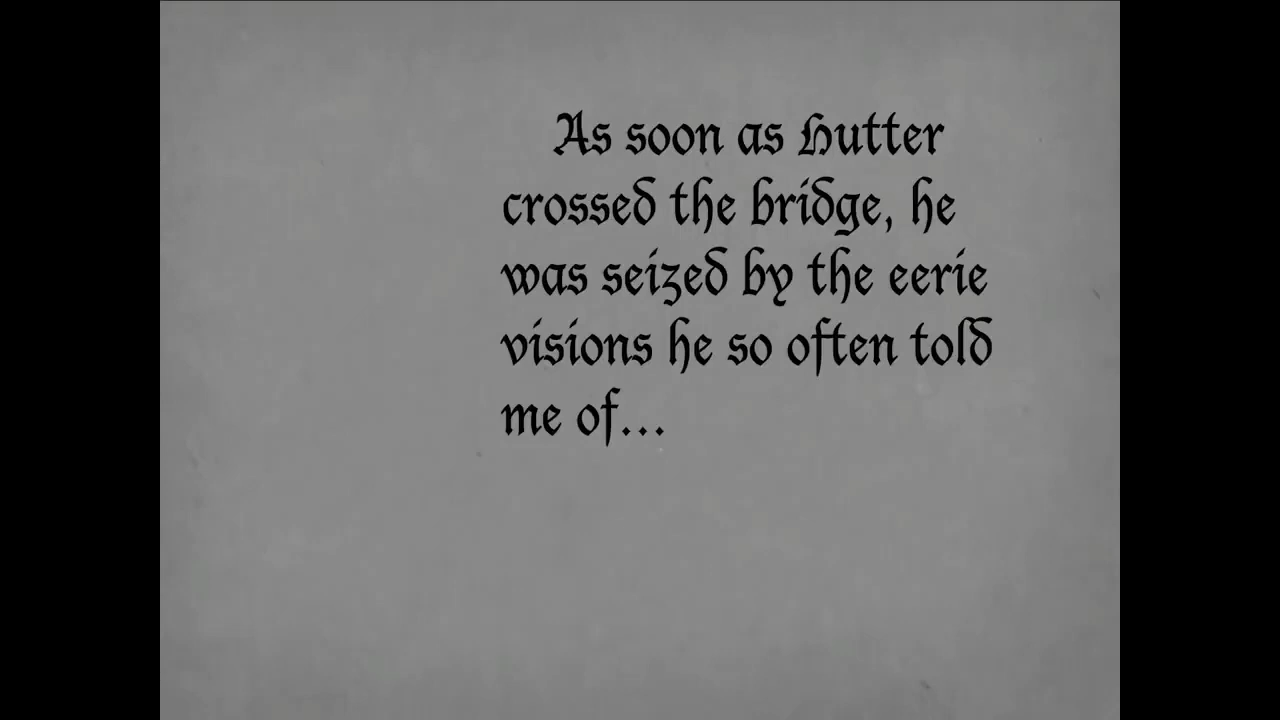 As soon as Hutter
crossed the bridge, he
was seized by the eerie
visions he so often told
me of...